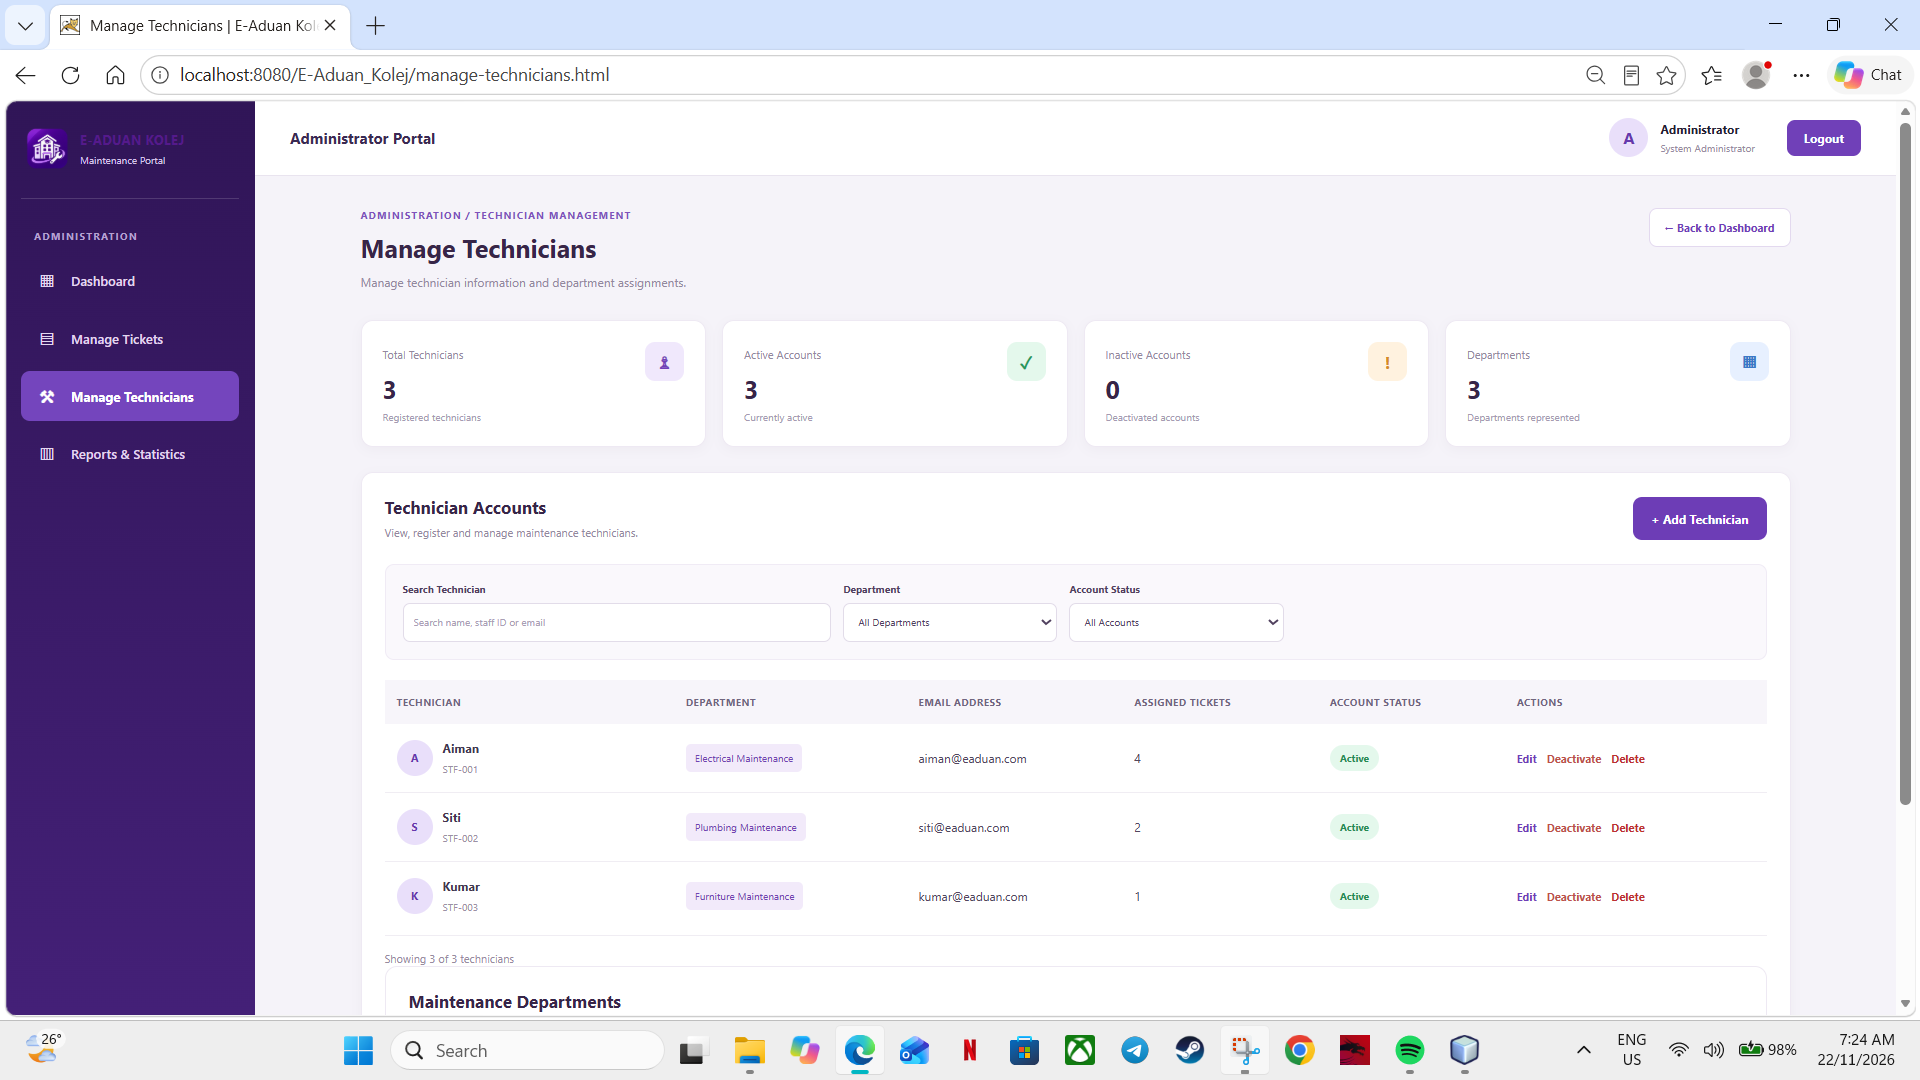 Manage Technicians | E-Aduan Kol
localhost:8080/E-Aduan_Kolej/manage-technicians.html
Chat
E-ADUAN KOLEJ
Maintenance Portal
ADMINISTRATION
Dashboard
Manage Tickets
Manage Technicians
Reports & Statistics
Administrator Portal
A
Administrator
System Administrator
Logout
ADMINISTRATION / TECHNICIAN MANAGEMENT
Manage Technicians
Manage technician information and department assignments.
← Back to Dashboard
Total Technicians
3
Registered technicians
Active Accounts
✓
3
Currently active
Inactive Accounts
!
0
Deactivated accounts
Departments
3
Departments represented
Technician Accounts
View, register and manage maintenance technicians.
+ Add Technician
Search Technician Department Account Status
Search name, staff ID or email All Departments All Accounts
TECHNICIAN DEPARTMENT EMAIL ADDRESS ASSIGNED TICKETS ACCOUNT STATUS ACTIONS
A Aiman Electrical Maintenance aiman@eaduan.com 4 Active Edit Deactivate Delete
STF-001
S Siti Plumbing Maintenance siti@eaduan.com 2 Active Edit Deactivate Delete
STF-002
K Kumar Furniture Maintenance kumar@eaduan.com 1 Active Edit Deactivate Delete
STF-003
Showing 3 of 3 technicians
Maintenance Departments
26°
Search
N
ENG
US
98%
7:24 AM
22/11/2026